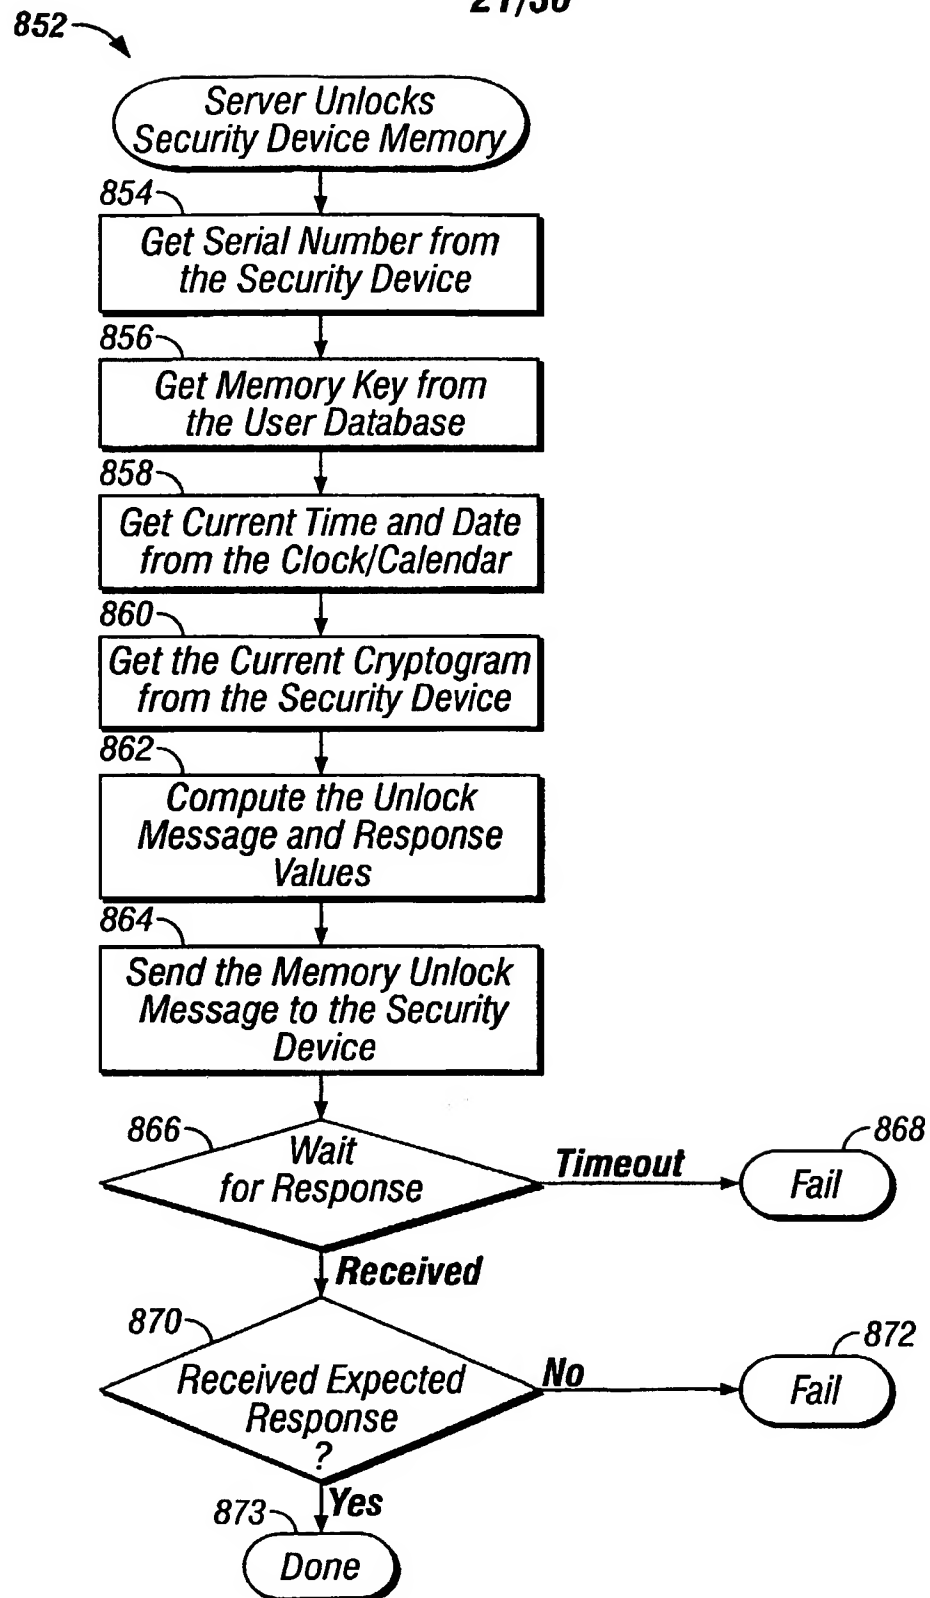 21/30
852
Server Unlocks
Security Device Memory
854
Get Serial Number from
the Security Device
856
Get Memory Key from
the User Database
858
Get Current Time and Date
from the Clock/Calendar
860
Get the Current Cryptogram
from the Security Device
862
Compute the Unlock
Message and Response
Values
864
Send the Memory Unlock
Message to the Security
Device
866
Wait
for Response
Timeout
868
Fail
Received
870
Received Expected
Response
?
No
872
Fail
Yes
873
Done